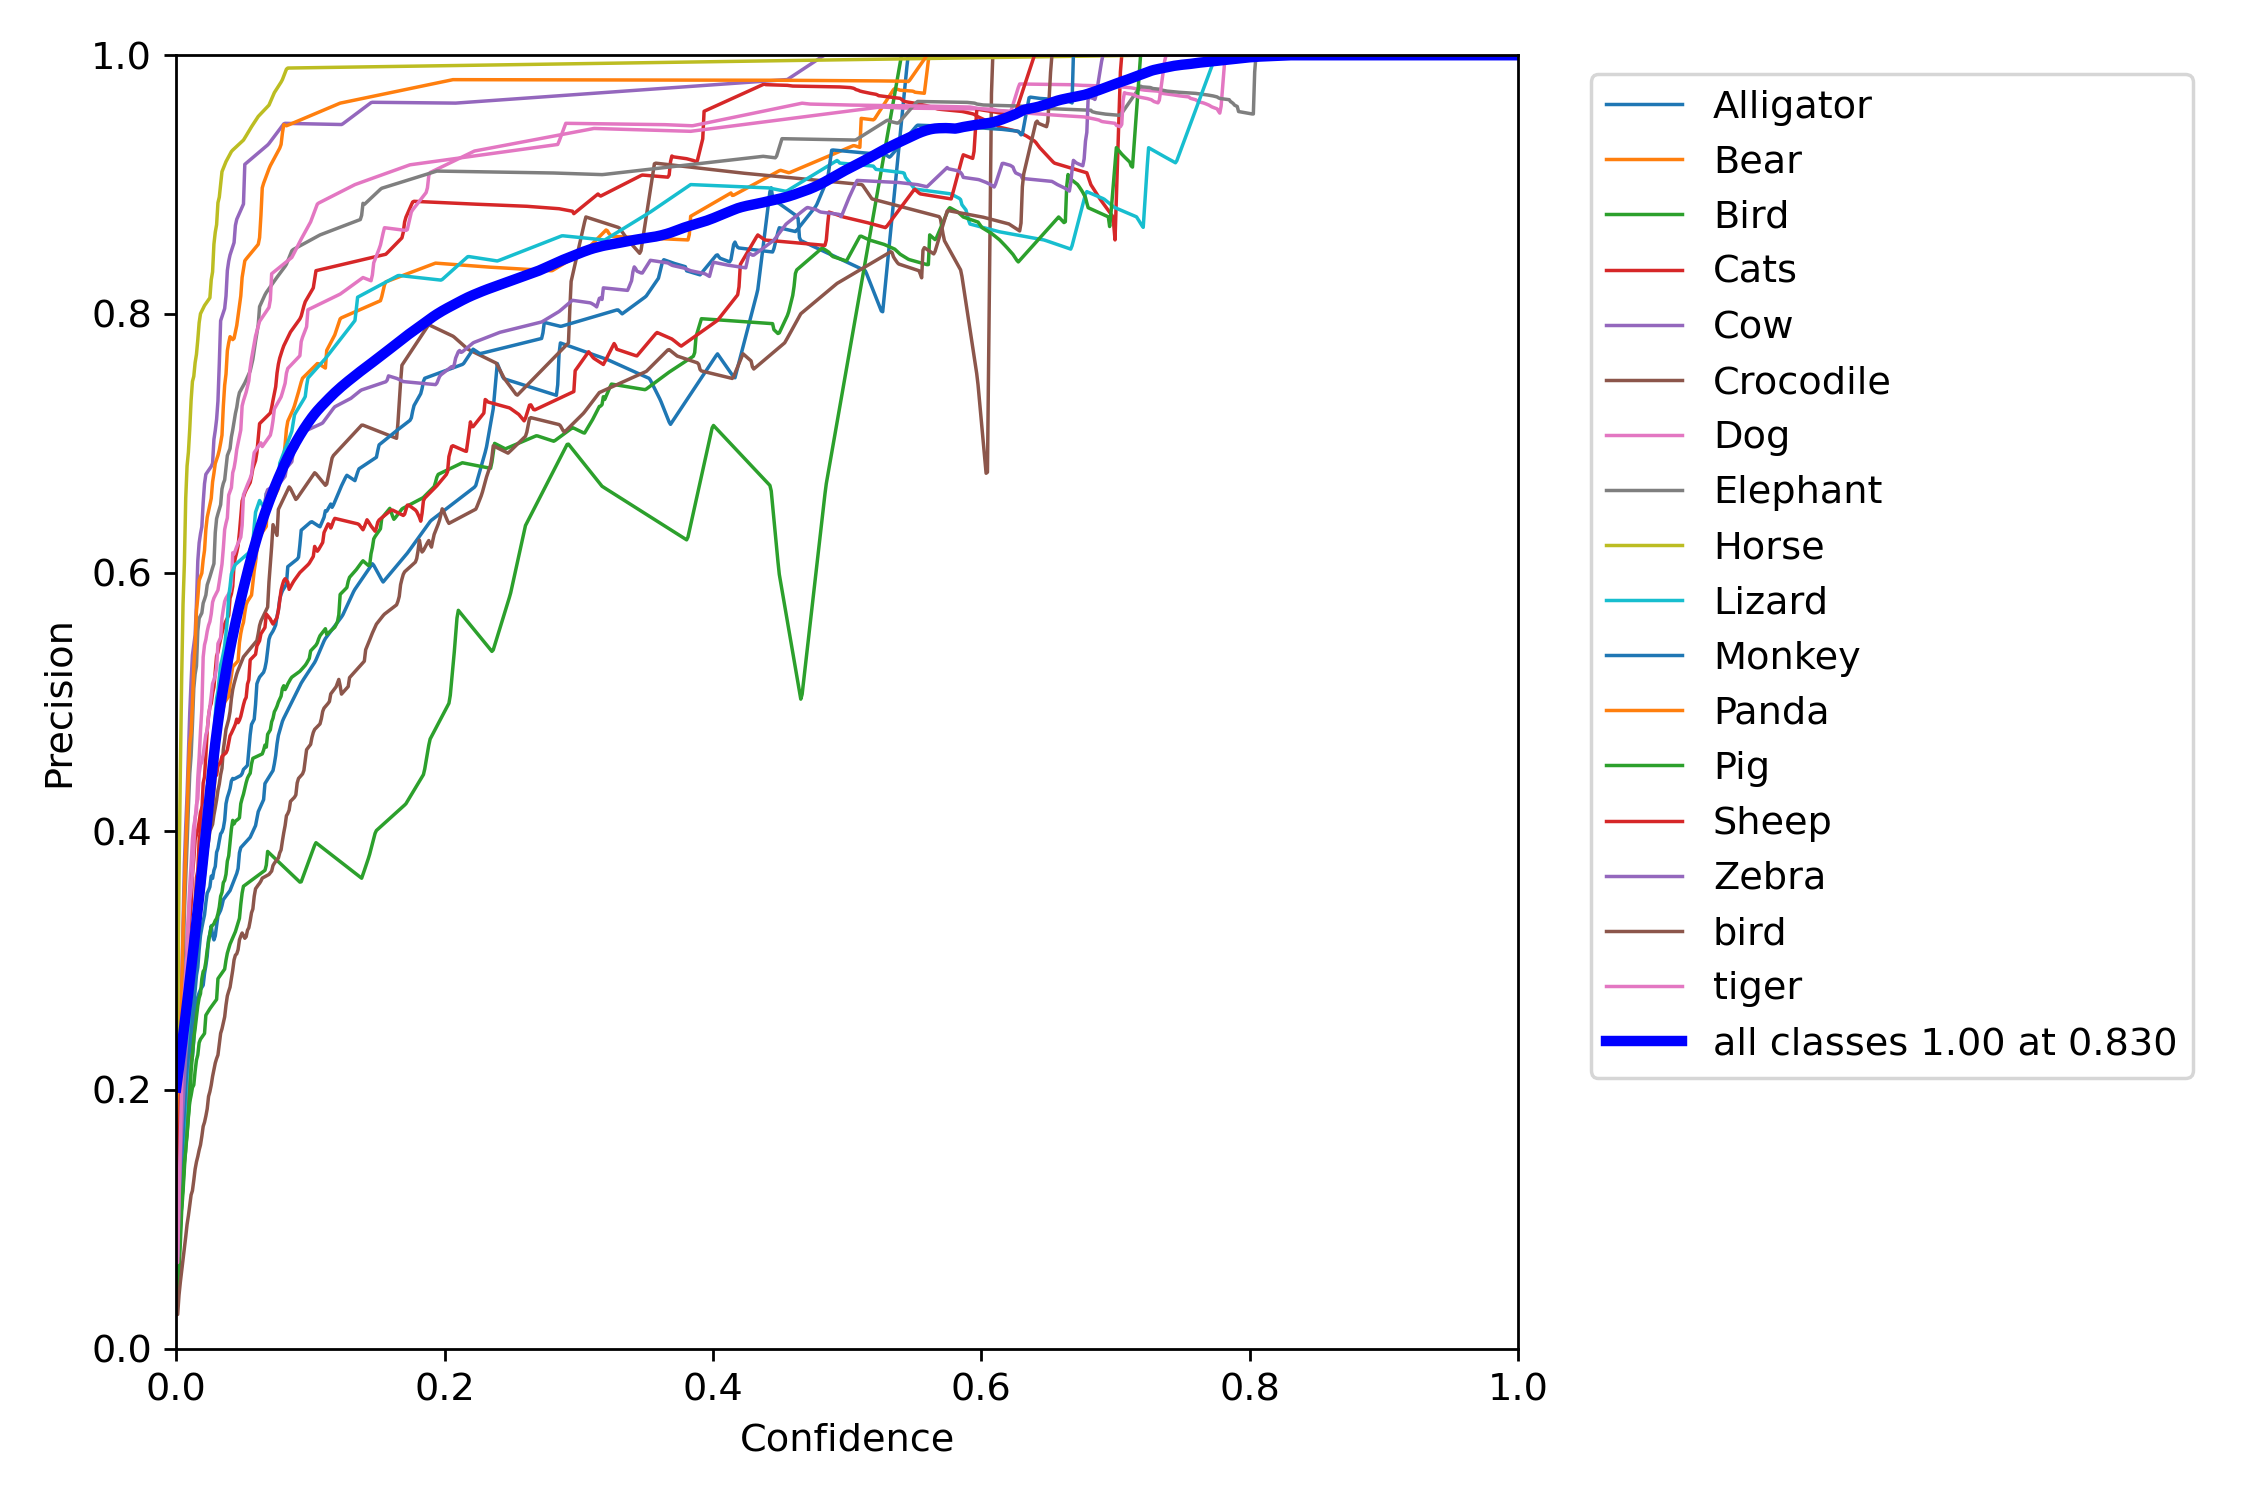 1.0
0.8
0.6
0.4
0.2
0.0
Precision
0.0 0.2 0.4 0.6 0.8 1.0
Confidence
Alligator
Bear
Bird
Cats
Cow
Crocodile
Dog
Elephant
Horse
Lizard
Monkey
Panda
Pig
Sheep
Zebra
bird
tiger
all classes 1.00 at 0.830